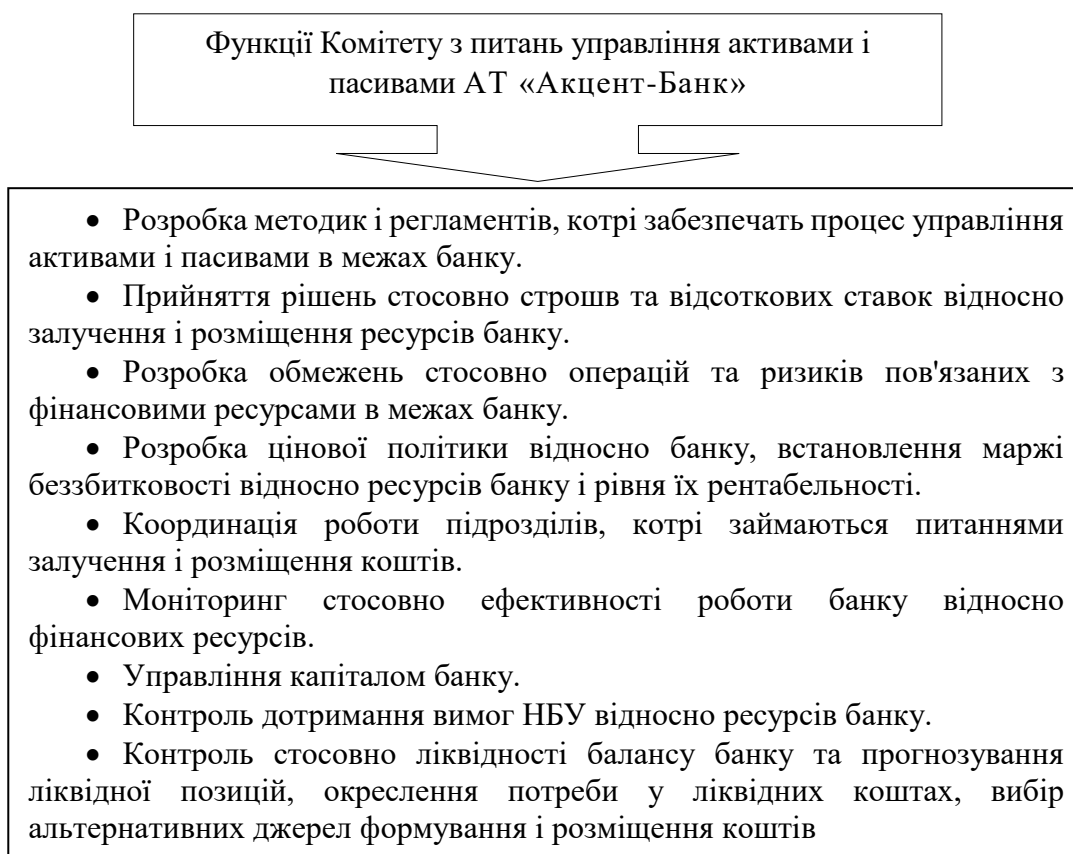 Функції Комітету з питань управління активами і
пасивами АТ «Акцент-Банк»
• Розробка методик і регламентів, котрі забезпечать процес управління
активами і пасивами в межах банку.
• Прийняття рішень стосовно строшв та відсоткових ставок відносно
залучення і розміщення ресурсів банку.
• Розробка обмежень стосовно операцій та ризиків пов'язаних з
фінансовими ресурсами в межах банку.
• Розробка цінової політики відносно банку, встановлення маржі
беззбитковості відносно ресурсів банку і рівня їх рентабельності.
• Координація роботи підрозділів, котрі займаються питаннями
залучення і розміщення коштів.
• Моніторинг стосовно ефективності роботи банку відносно
фінансових ресурсів.
• Управління капіталом банку.
• Контроль дотримання вимог НБУ відносно ресурсів банку.
• Контроль стосовно ліквідності балансу банку та прогнозування
ліквідної позицій, окреслення потреби у ліквідних коштах, вибір
альтернативних джерел формування і розміщення коштів